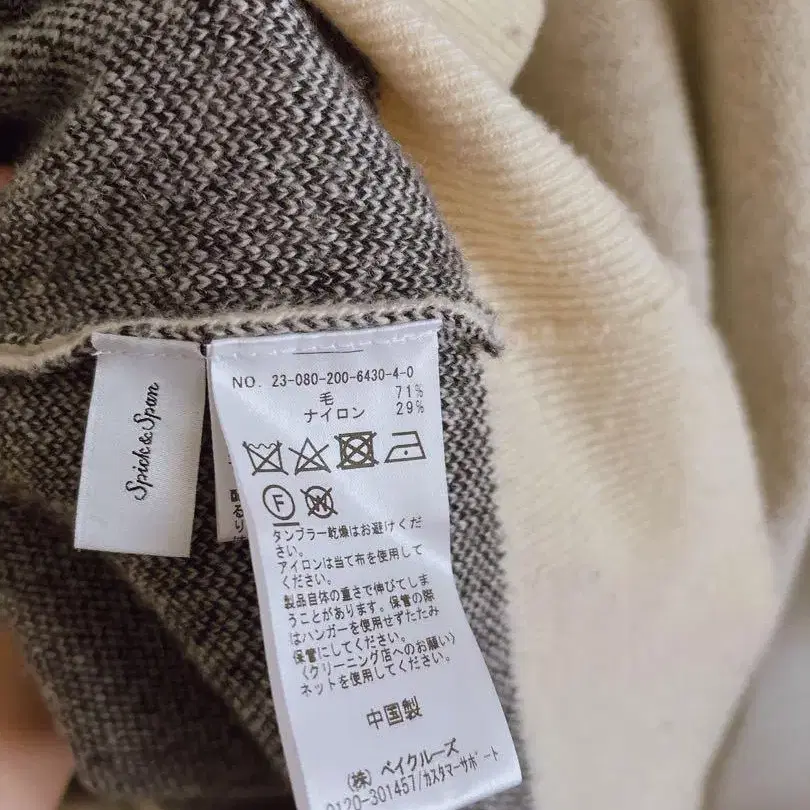 Spick & Span
NO. 23-080-200-6430-4-0
毛 71%
ナイロン 29%
F
W
タンブラー乾燥はお避けくだ
さい。
アイロンは当て布を使用して
ください。
製品自体の重さで伸びてしま
うことがあります。保管の際
はハンガーを使用せずたたみ
保管にしてください。
〈クリーニング店へのお願い〉
ネットを使用してください。
中国製
(株) ベイクルーズ
0120-301457/カスタマーサポート